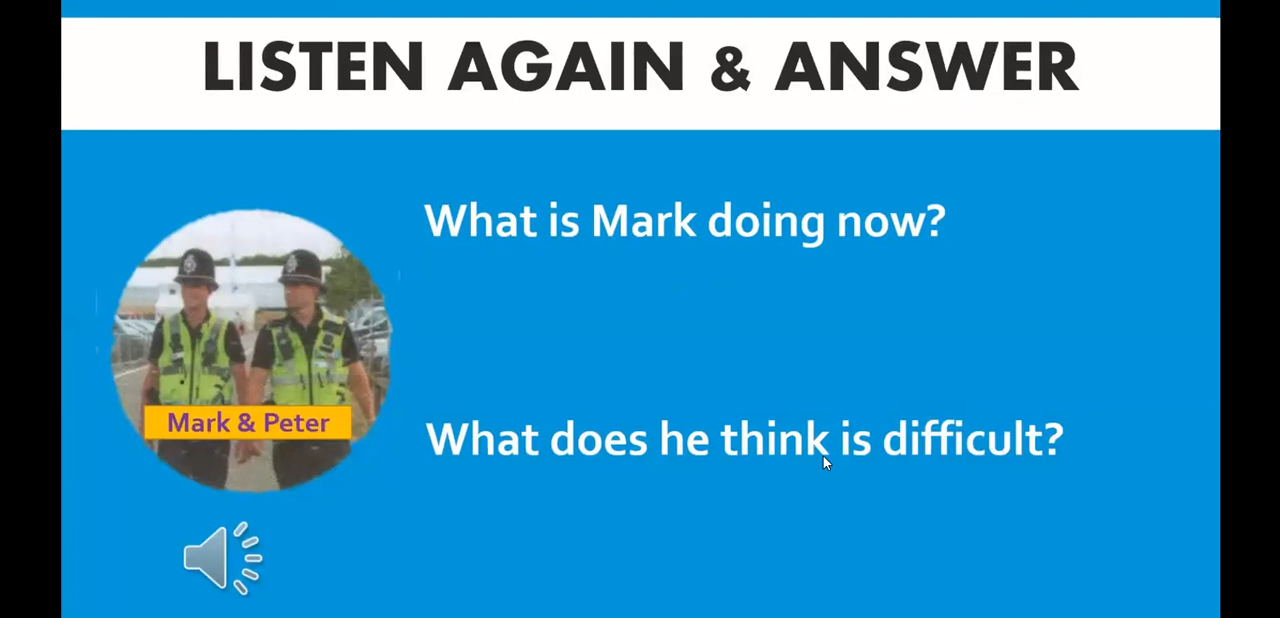 LISTEN AGAIN & ANSWER
What is Mark doing now?
Mark & Peter
What does he think is difficult?